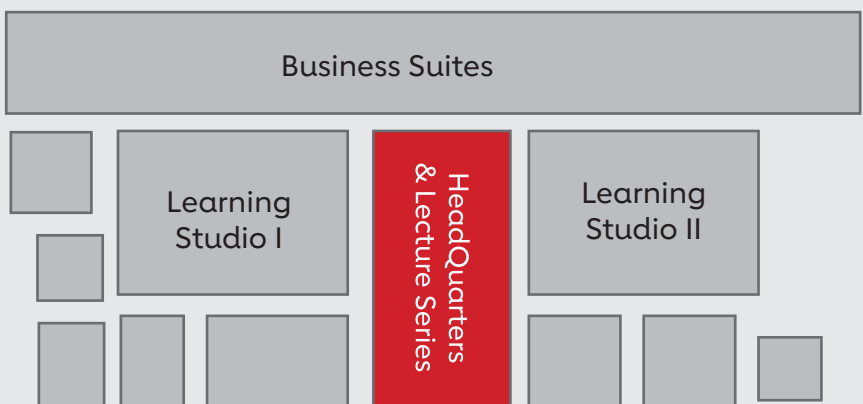 Business Suites
Learning
Studio I
HeadQuarters
& Lecture Series
Learning
Studio II